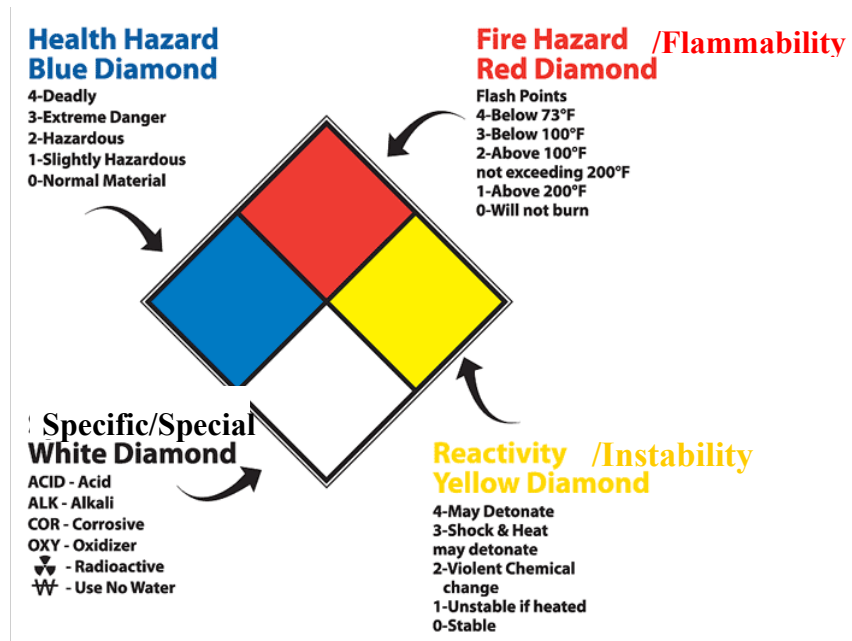 Health Hazard
Blue Diamond
4-Deadly
3-Extreme Danger
2-Hazardous
1-Slightly Hazardous
0-Normal Material
Fire Hazard /Flammability
Red Diamond
Flash Points
4-Below 73°F
3-Below 100°F
2-Above 100°F
not exceeding 200°F
1-Above 200°F
0-Will not burn
Specific/Special
White Diamond
ACID - Acid
ALK - Alkali
COR - Corrosive
OXY - Oxidizer
- Radioactive
W - Use No Water
Reactivity /Instability
Yellow Diamond
4-May Detonate
3-Shock & Heat
may detonate
2-Violent Chemical
change
1-Unstable if heated
0-Stable